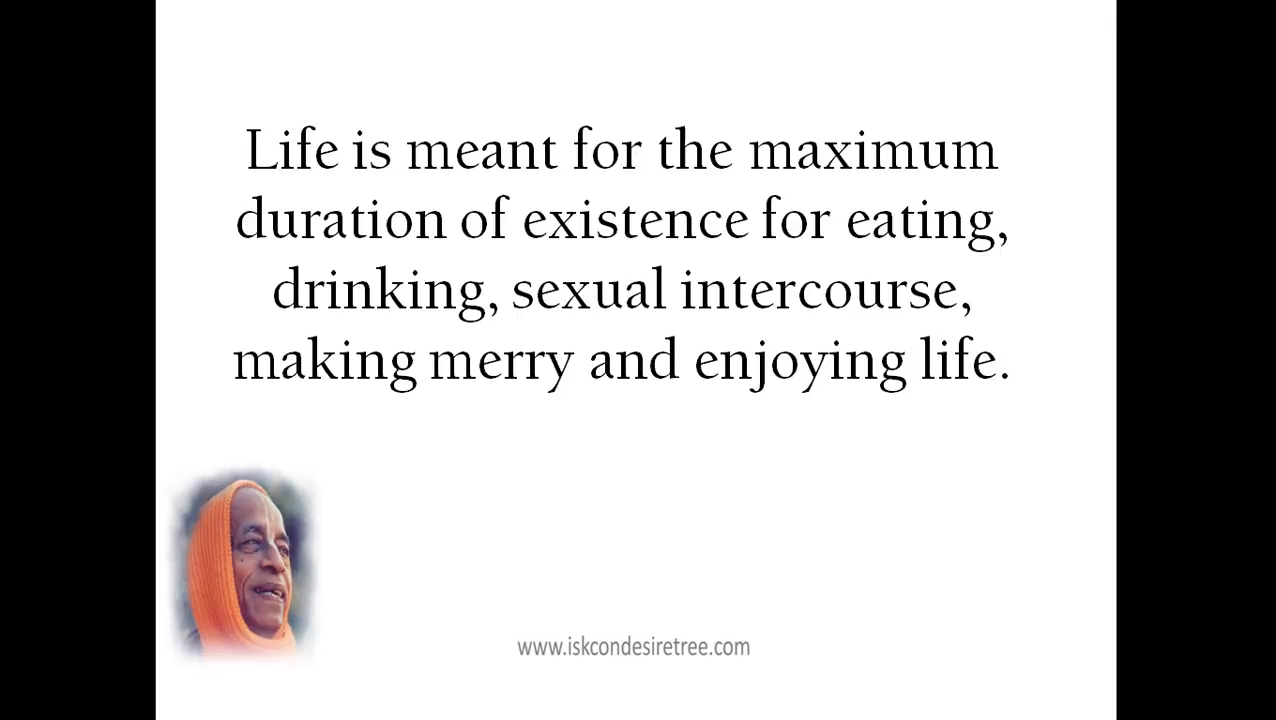 Life is meant for the maximum
duration of existence for eating,
drinking, sexual intercourse,
making merry and enjoying life.
www.iskcondesiretree.com